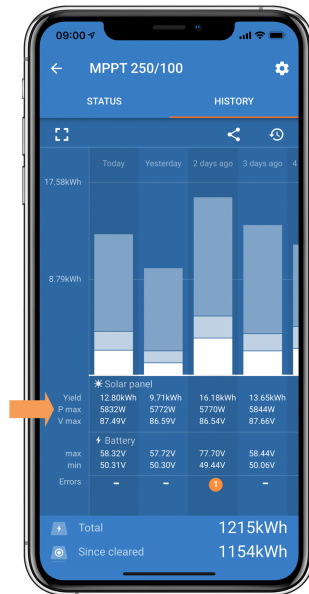 09:00
MPPT 250/100
STATUS HISTORY
Today Yesterday 2 days ago 3 days ago 4
17.58kWh
8.79kWh
Solar panel
Yield 12.80kWh 9.71kWh 16.18kWh 13.65kWh
P max 5832W 5772W 5770W 5844W
V max 87.49V 86.59V 86.54V 87.66V
Battery
max 58.32V 57.72V 77.70V 58.44V
min 50.31V 50.30V 49.44V 50.06V
Errors – – 1 –
Total 1215kWh
Since cleared 1154kWh